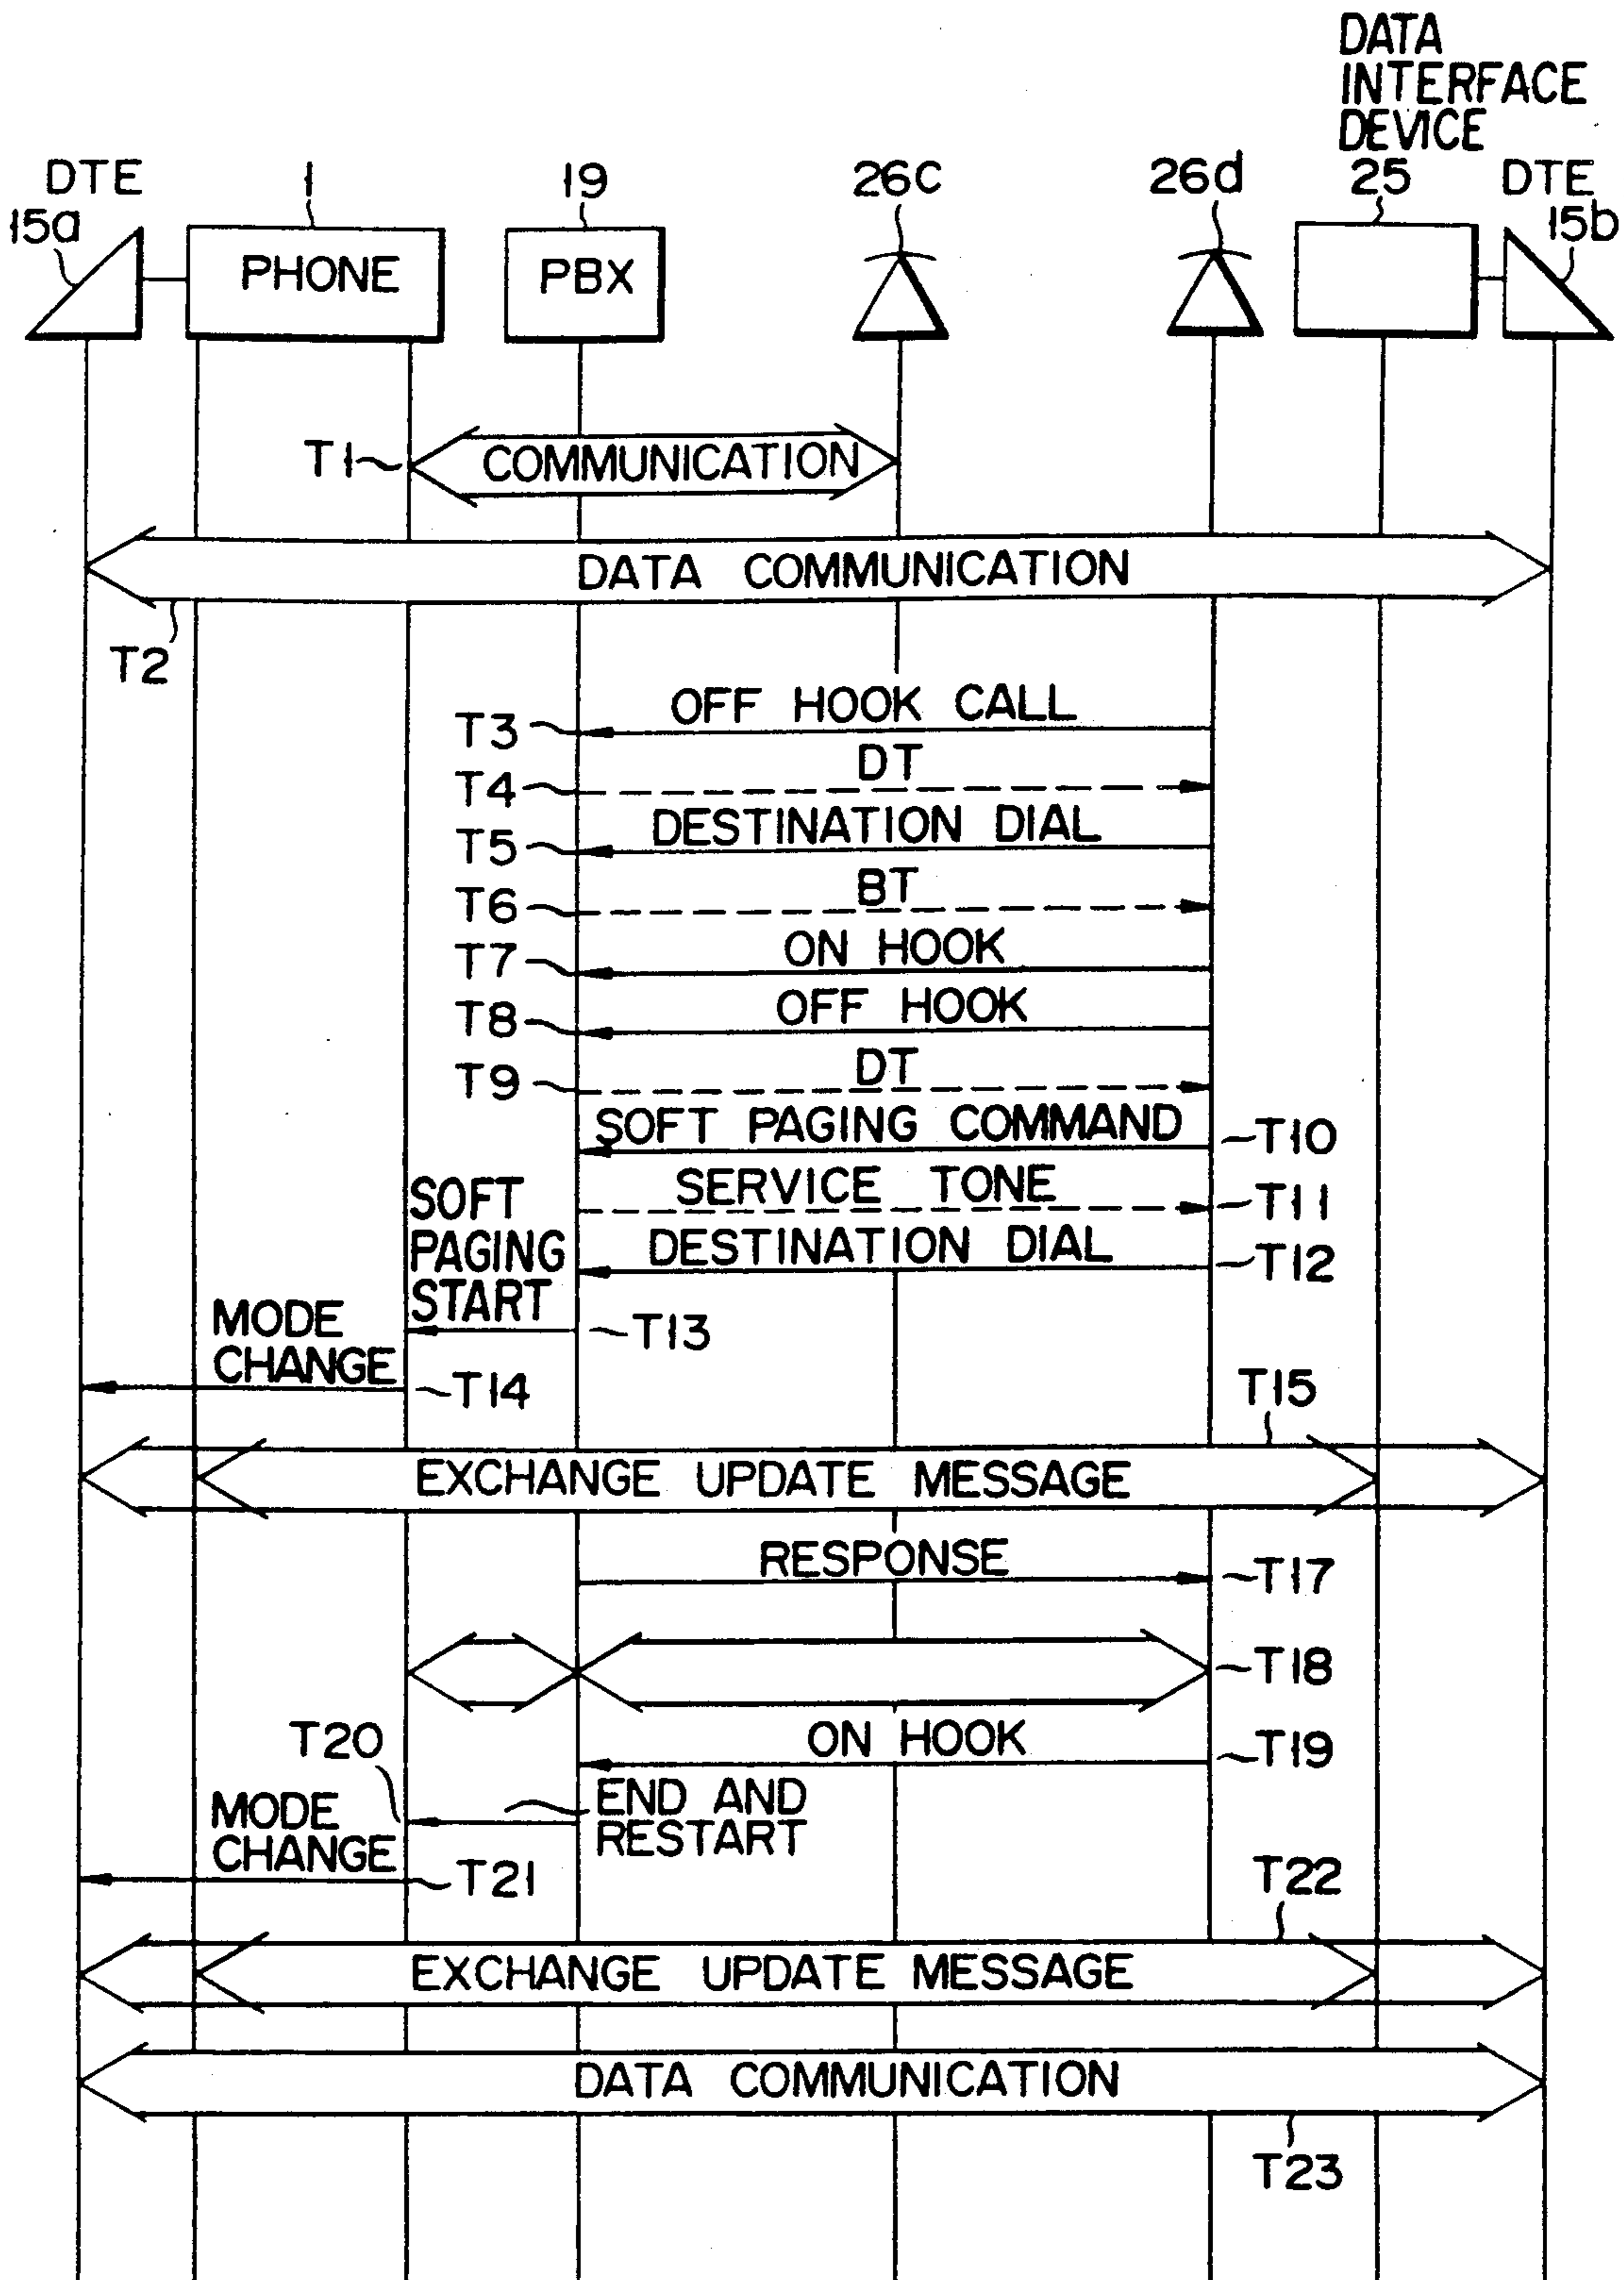 DATA
INTERFACE
DEVICE
DTE
1
19
26c
26d
25
DTE
15a
15b
PHONE
PBX
T1
COMMUNICATION
DATA COMMUNICATION
T2
OFF HOOK CALL
T3
DT
T4
DESTINATION DIAL
T5
BT
T6
ON HOOK
T7
OFF HOOK
T8
DT
T9
SOFT PAGING COMMAND
T10
SERVICE TONE
T11
SOFT
PAGING
START
DESTINATION DIAL
T12
MODE
CHANGE
T13
T14
T15
EXCHANGE UPDATE MESSAGE
RESPONSE
T17
T18
T20
ON HOOK
T19
MODE
CHANGE
END AND
RESTART
T21
T22
EXCHANGE UPDATE MESSAGE
DATA COMMUNICATION
T23